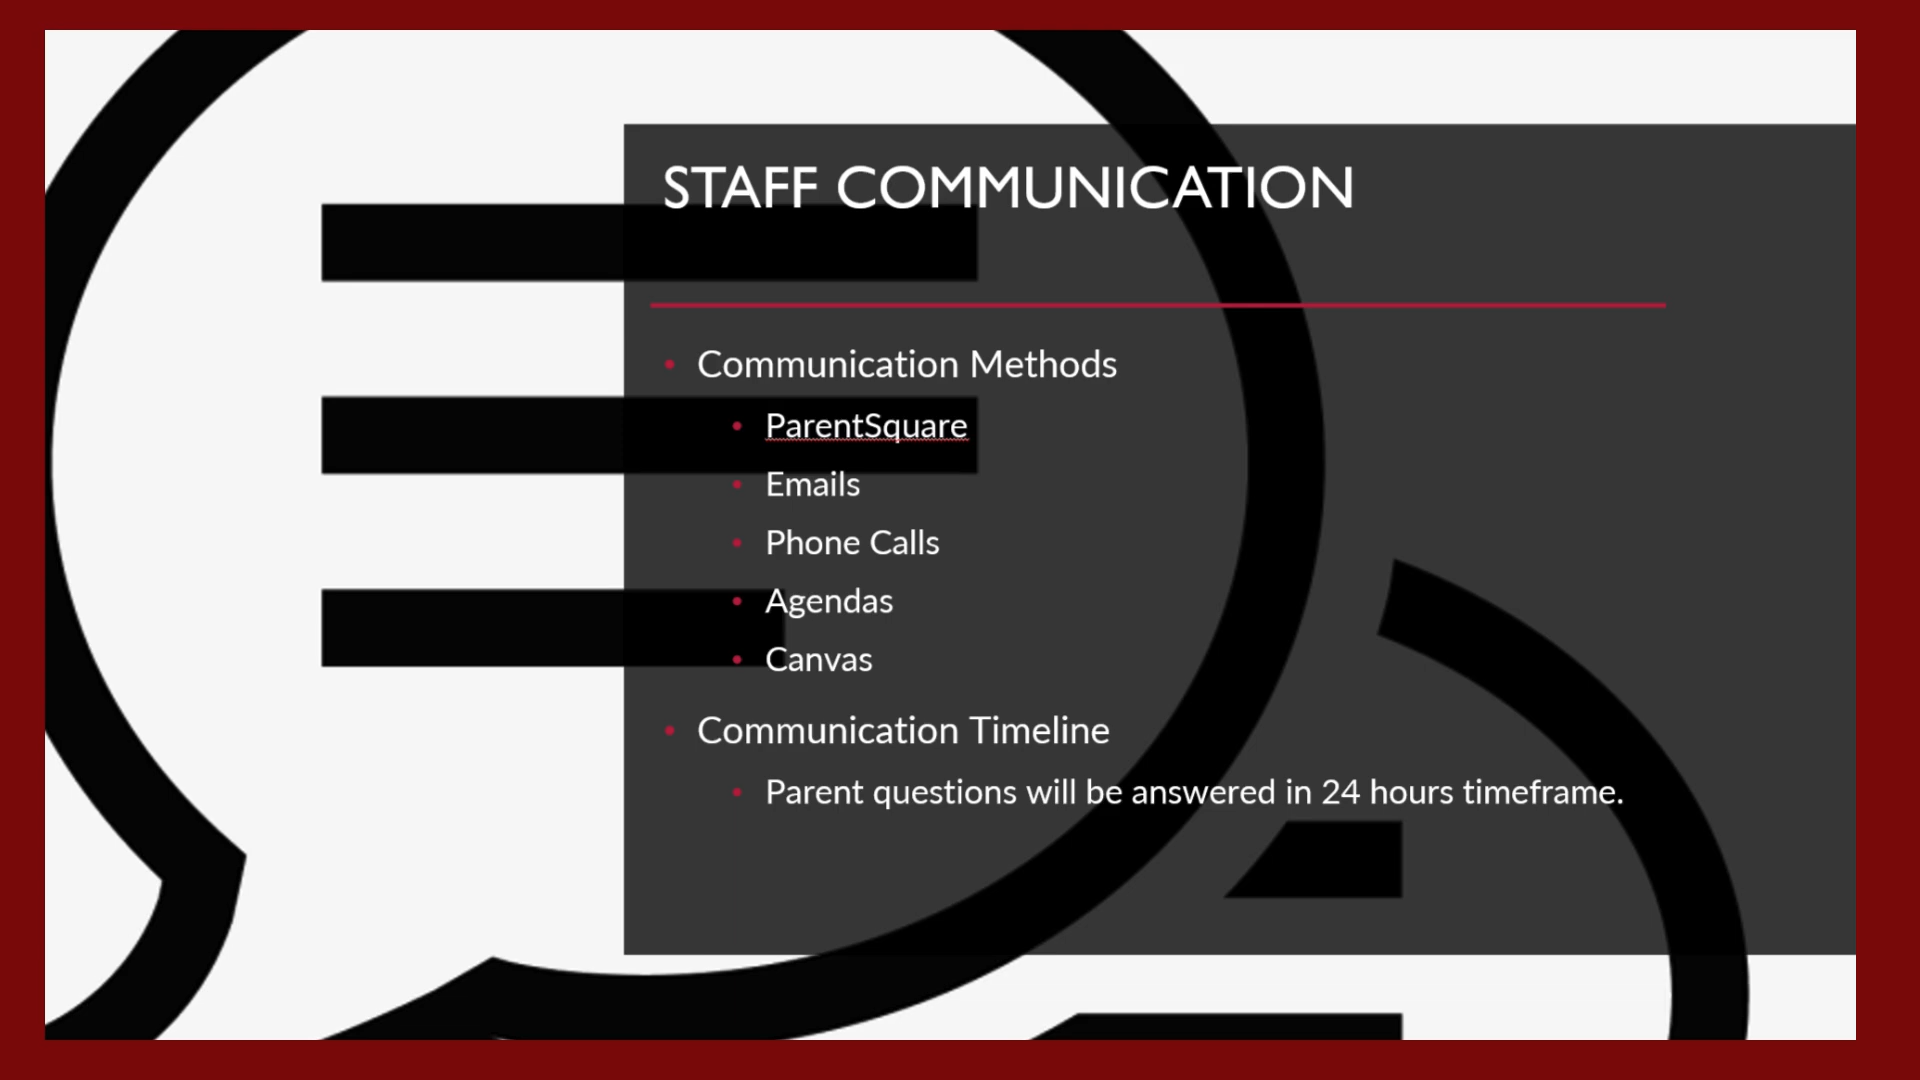 STAFF COMMUNICATION
• Communication Methods
• ParentSquare
• Emails
• Phone Calls
• Agendas
• Canvas
• Communication Timeline
• Parent questions will be answered in 24 hours timeframe.